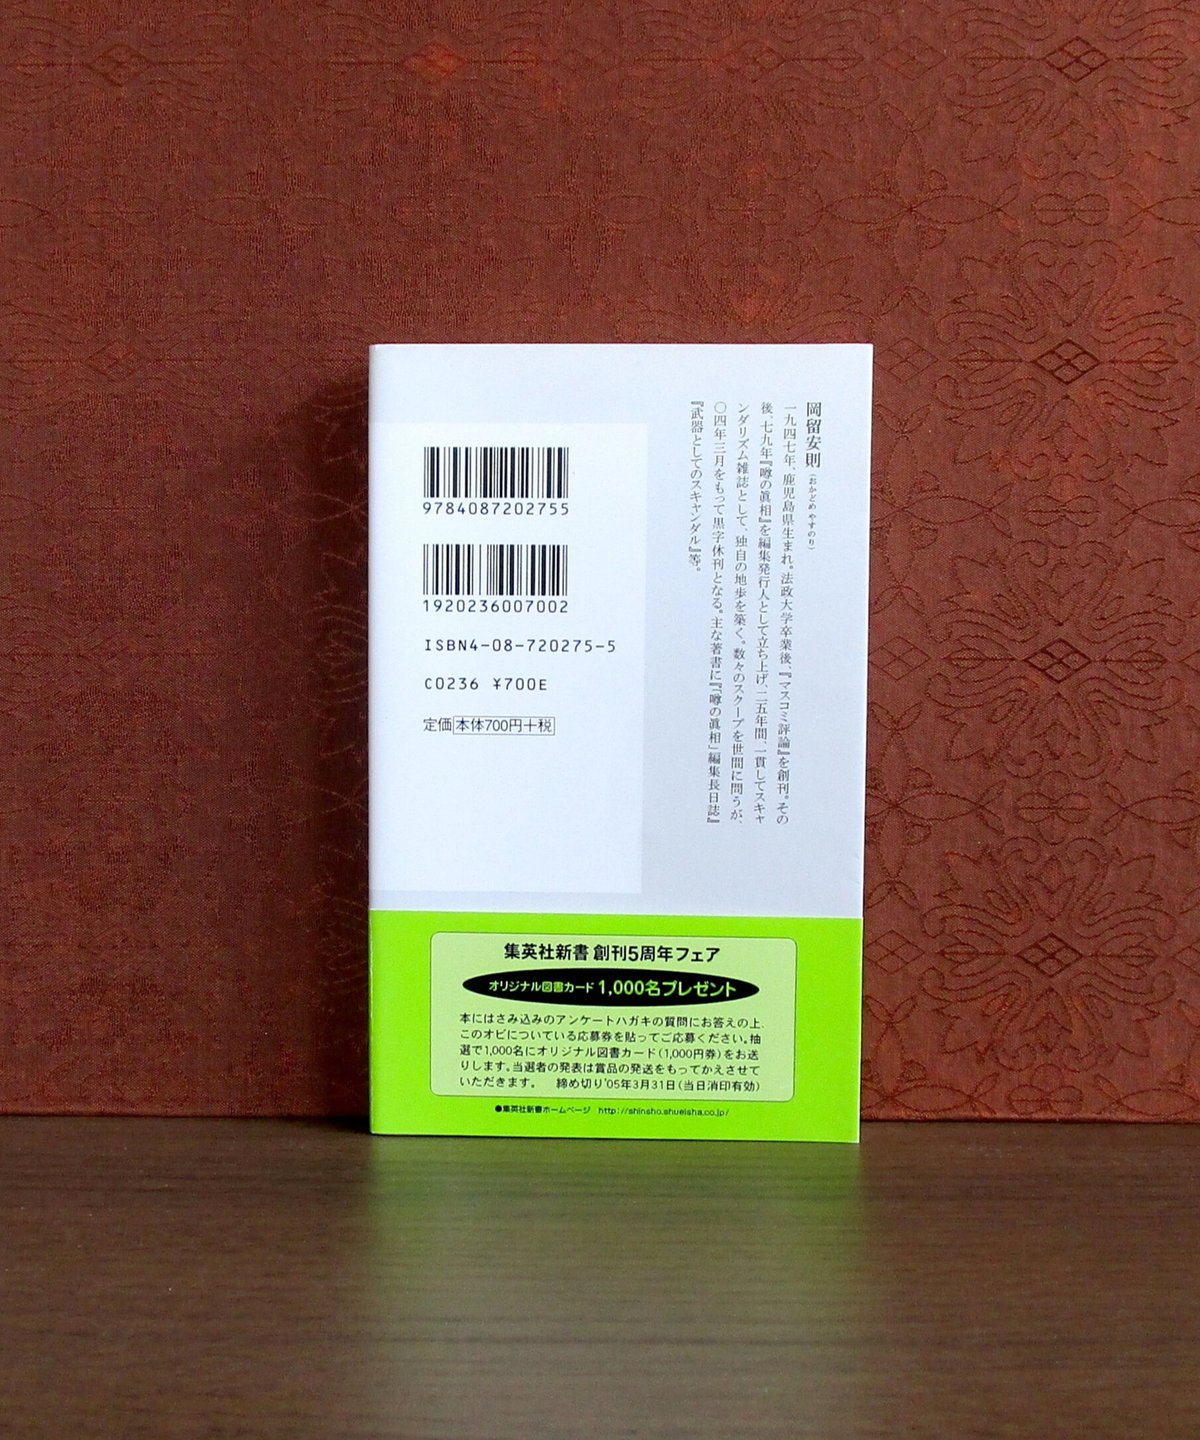 岡留安則(おかどめ やすのり)
一九四七年、鹿児島県生まれ。法政大学卒業後、『マスコミ評論』を創刊。その
後、七九年『噂の眞相』を編集発行人として立ち上げ、二五年間、一貫してスキャ
ンダリズム雑誌として、独自の地歩を築く。数々のスクープを世間に問うが、
〇四年三月をもって黒字休刊となる。主な著書に『「噂の眞相」編集長日誌』
『武器としてのスキャンダル』等。
9784087202755
1920236007002
ISBN4-08-720275-5
C0236 ¥700E
定価 本体700円+税
集英社新書 創刊5周年フェア
オリジナル図書カード 1,000名プレゼント
本にはさみ込みのアンケートハガキの質問にお答えの上、
このオビについている応募券を貼ってご応募ください。抽
選で1,000名にオリジナル図書カード(1,000円券)をお送
りします。当選者の発表は賞品の発送をもってかえさせて
いただきます。 締め切り'05年3月31日(当日消印有効)
●集英社新書ホームページ http://shinsho.shueisha.co.jp/